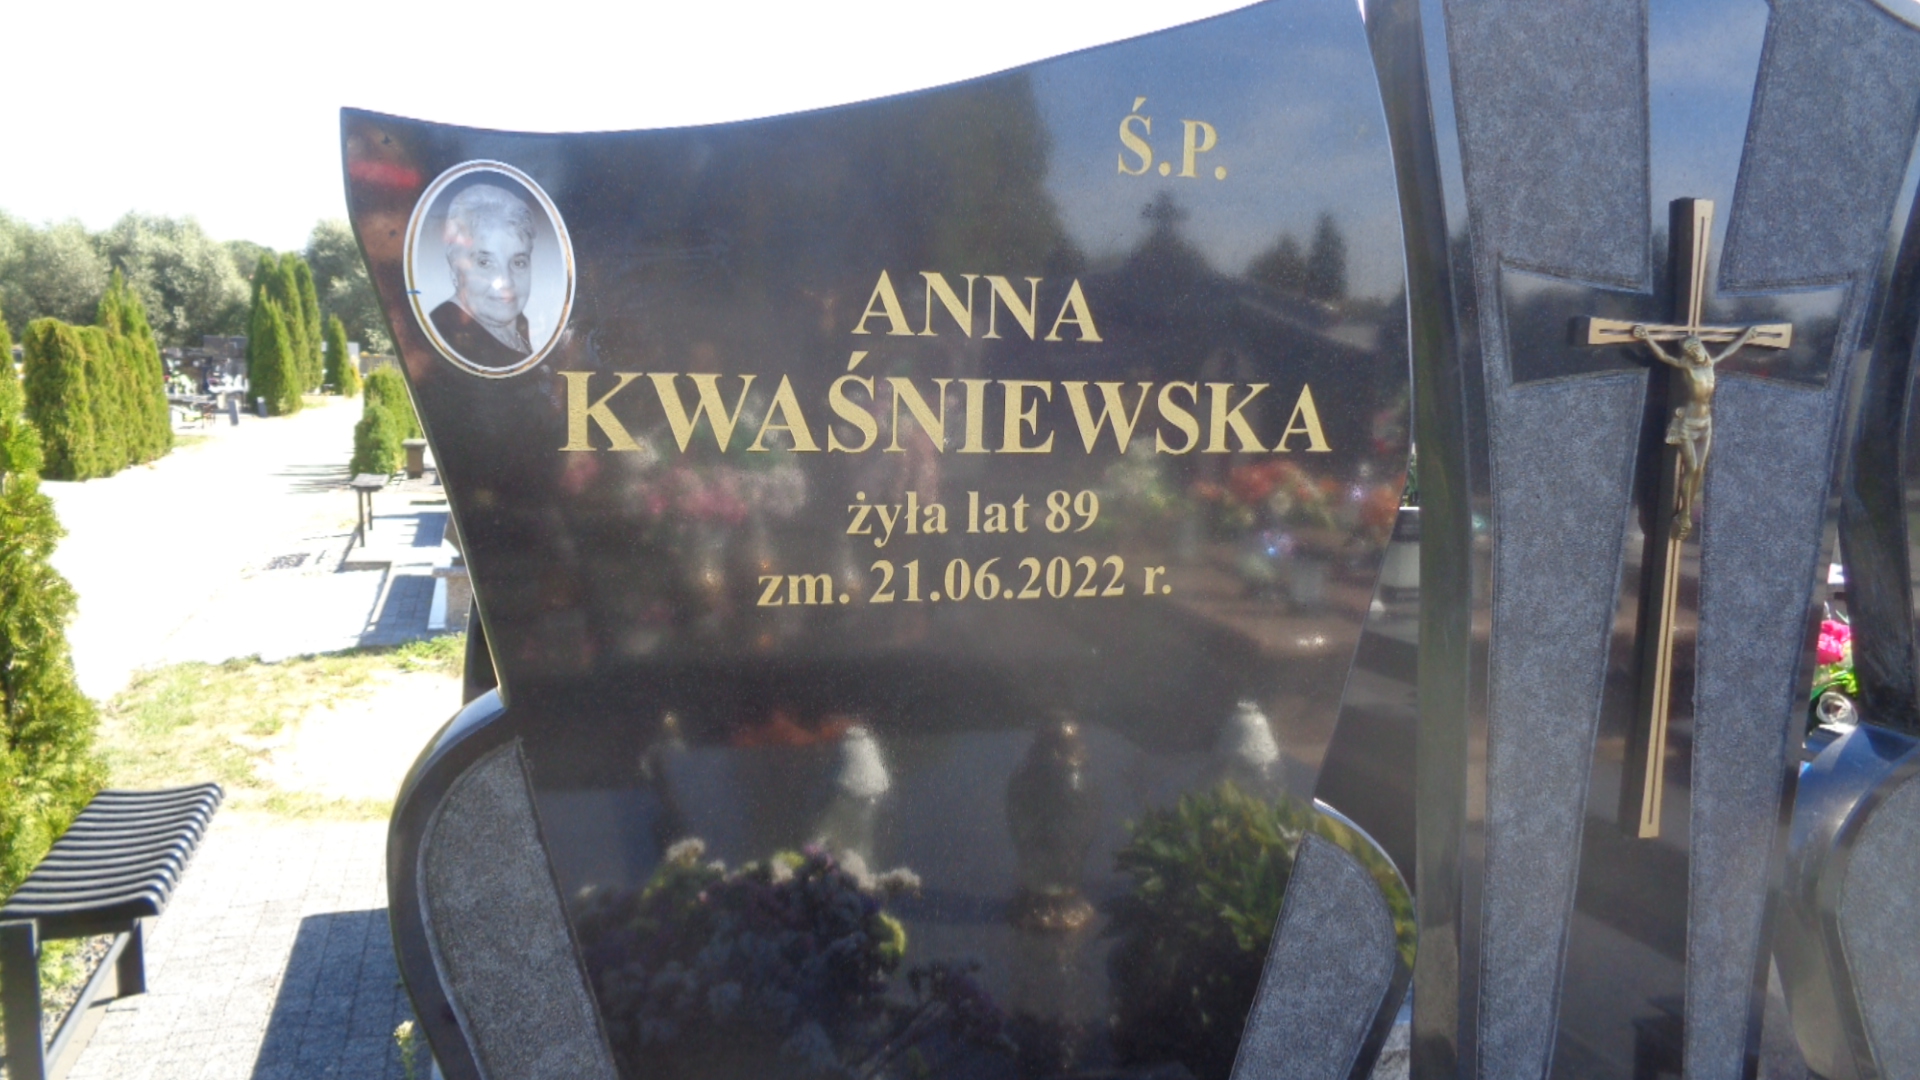 Ś.P.
ANNA
KWAŚNIEWSKA
żyła lat 89
zm. 21.06.2022 r.